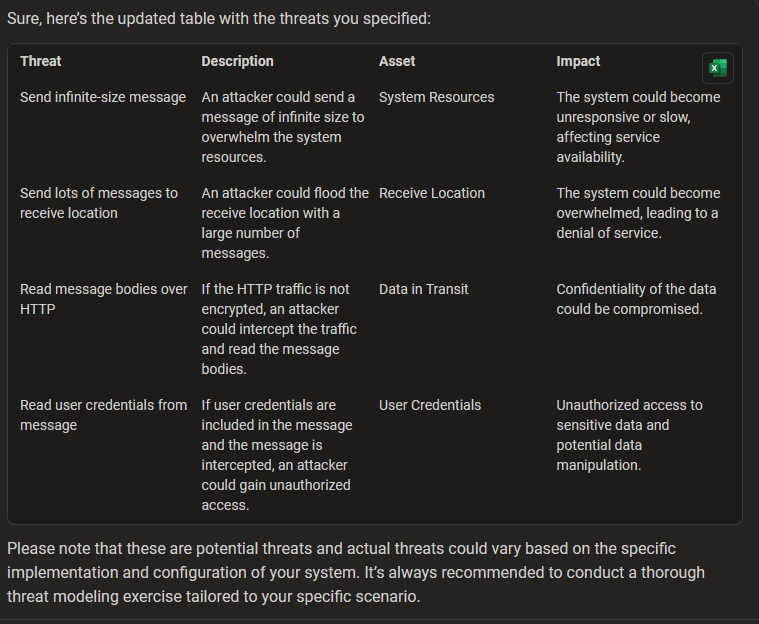 Sure, here's the updated table with the threats you specified:
Threat Description Asset Impact
Send infinite-size message An attacker could send a System Resources The system could become
message of infinite size to unresponsive or slow,
overwhelm the system affecting service
resources. availability.
Send lots of messages to An attacker could flood the Receive Location The system could become
receive location receive location with a overwhelmed, leading to a
large number of denial of service.
messages.
Read message bodies over If the HTTP traffic is not Data in Transit Confidentiality of the data
HTTP encrypted, an attacker could be compromised.
could intercept the traffic
and read the message
bodies.
Read user credentials from If user credentials are User Credentials Unauthorized access to
message included in the message sensitive data and
and the message is potential data
intercepted, an attacker manipulation.
could gain unauthorized
access.
Please note that these are potential threats and actual threats could vary based on the specific
implementation and configuration of your system. It's always recommended to conduct a thorough
threat modeling exercise tailored to your specific scenario.